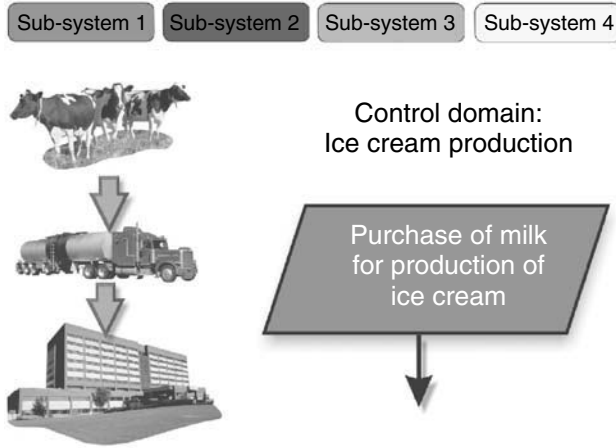 Sub-system 1
Sub-system 2
Sub-system 3
Sub-system 4
Control domain:
Ice cream production
Purchase of milk
for production of
ice cream